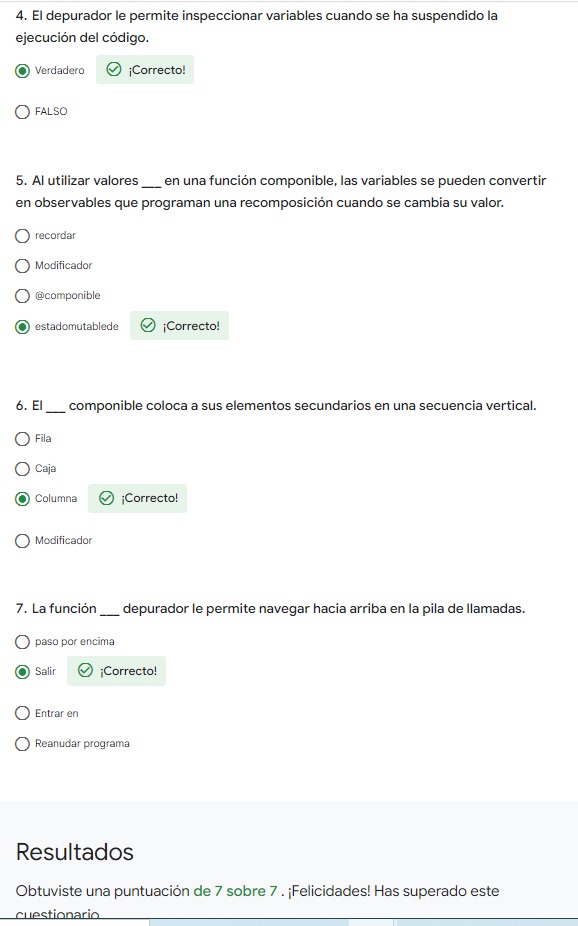 4. El depurador le permite inspeccionar variables cuando se ha suspendido la
ejecución del código.
Verdadero ¡Correcto!
FALSO
5. Al utilizar valores ___ en una función componible, las variables se pueden convertir
en observables que programan una recomposición cuando se cambia su valor.
recordar
Modificador
@componible
estadomutablede ¡Correcto!
6. El ___ componible coloca a sus elementos secundarios en una secuencia vertical.
Fila
Caja
Columna ¡Correcto!
Modificador
7. La función ___ depurador le permite navegar hacia arriba en la pila de llamadas.
paso por encima
Salir ¡Correcto!
Entrar en
Reanudar programa
Resultados
Obtuviste una puntuación de 7 sobre 7 . ¡Felicidades! Has superado este
cuestionario